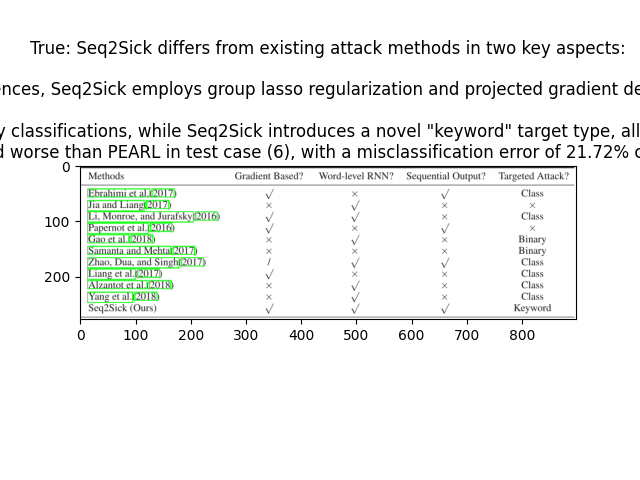 True: Seq2Sick differs from existing attack methods in two key aspects:
ences, Seq2Sick employs group lasso regularization and projected gradient de
y classifications, while Seq2Sick introduces a novel "keyword" target type, all
d worse than PEARL in test case (6), with a misclassification error of 21.72% c
0
Methods Gradient Based? Word-level RNN? Sequential Output? Targeted Attack?
Ebrahimi et al.(2017) √ × √ Class
Jia and Liang(2017) × √ × ×
100
Li, Monroe, and Jurafsky(2016) √ √ × Class
Papernot et al.(2016) √ × √ ×
Gao et al.(2018) × √ × Binary
Samanta and Mehta(2017) × × × Binary
200
Zhao, Dua, and Singh(2017) / √ √ Class
Liang et al.(2017) √ × × Class
Alzantot et al.(2018) × √ × Class
Yang et al.(2018) × √ × Class
Seq2Sick (Ours) √ √ √ Keyword
0 100 200 300 400 500 600 700 800